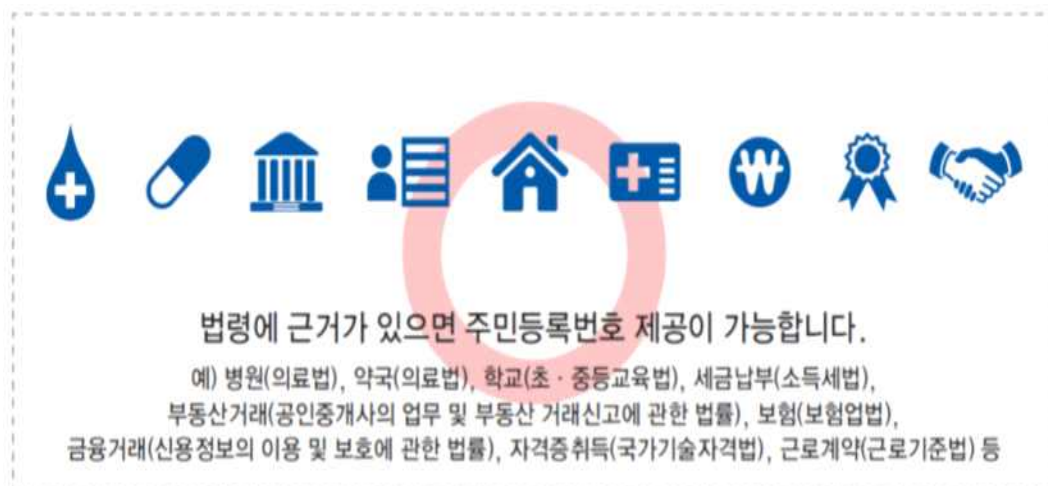 법령에 근거가 있으면 주민등록번호 제공이 가능합니다.
예) 병원(의료법), 약국(의료법), 학교(초 · 중등교육법), 세금납부(소득세법),
부동산거래(공인중개사의 업무 및 부동산 거래신고에 관한 법률), 보험(보험업법),
금융거래(신용정보의 이용 및 보호에 관한 법률), 자격증취득(국가기술자격법), 근로계약(근로기준법) 등